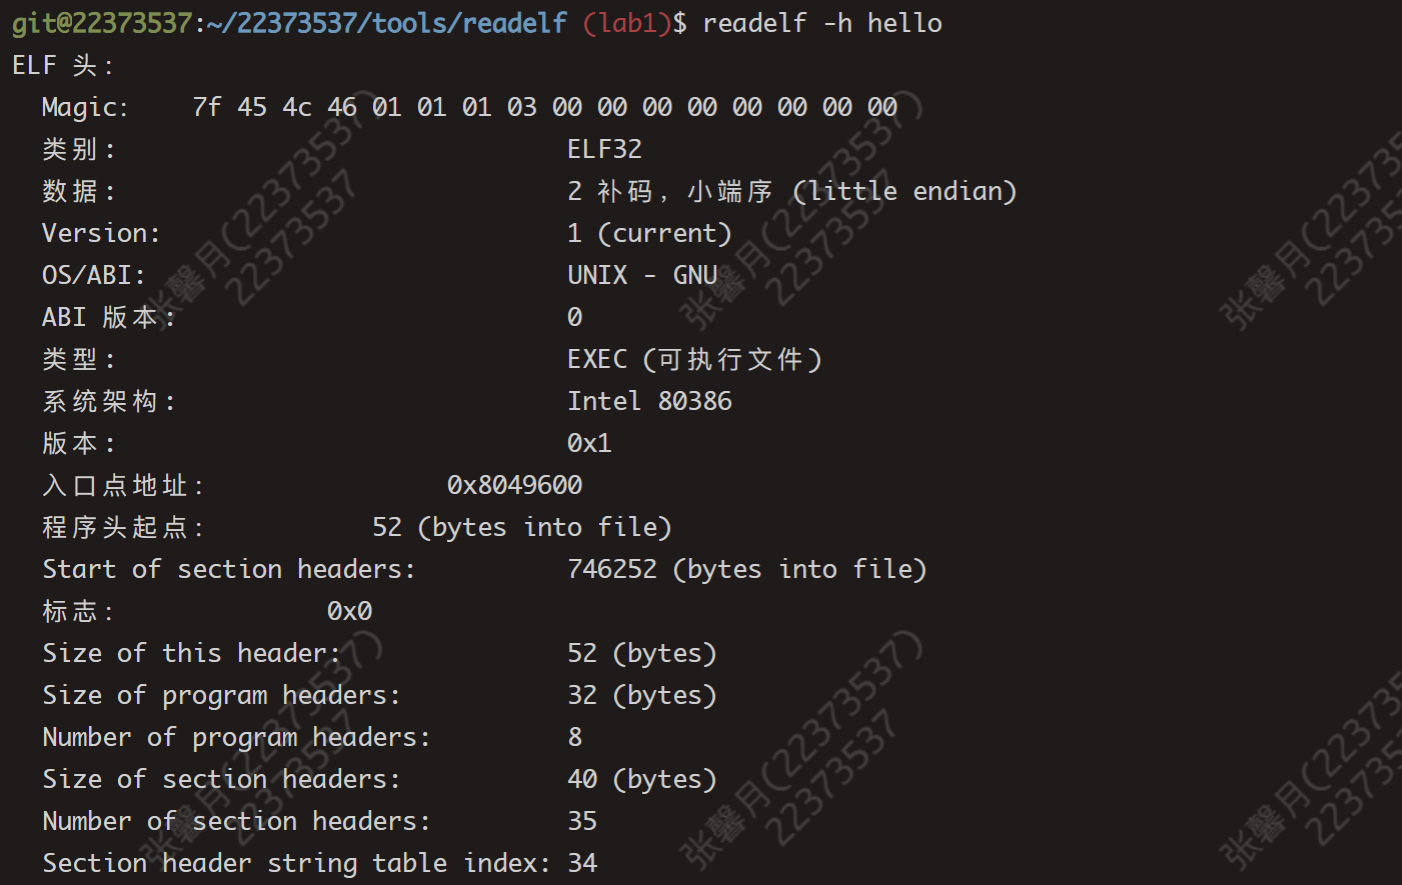 git@22373537:~/22373537/tools/readelf (lab1)$ readelf -h hello
ELF 头:
Magic: 7f 45 4c 46 01 01 01 03 00 00 00 00 00 00 00 00
类别: ELF32
数据: 2 补码，小端序 (little endian)
Version: 1 (current)
OS/ABI: UNIX - GNU
ABI 版本: 0
类型: EXEC (可执行文件)
系统架构: Intel 80386
版本: 0x1
入口点地址: 0x8049600
程序头起点: 52 (bytes into file)
Start of section headers: 746252 (bytes into file)
标志: 0x0
Size of this header: 52 (bytes)
Size of program headers: 32 (bytes)
Number of program headers: 8
Size of section headers: 40 (bytes)
Number of section headers: 35
Section header string table index: 34
张馨月(22373537)
22373537
张馨月(22373537)
22373537
张馨月(2237353
2237353
张馨月(22373537)
22373537
张馨月(22373537)
22373537
张馨月(2237353
2237353